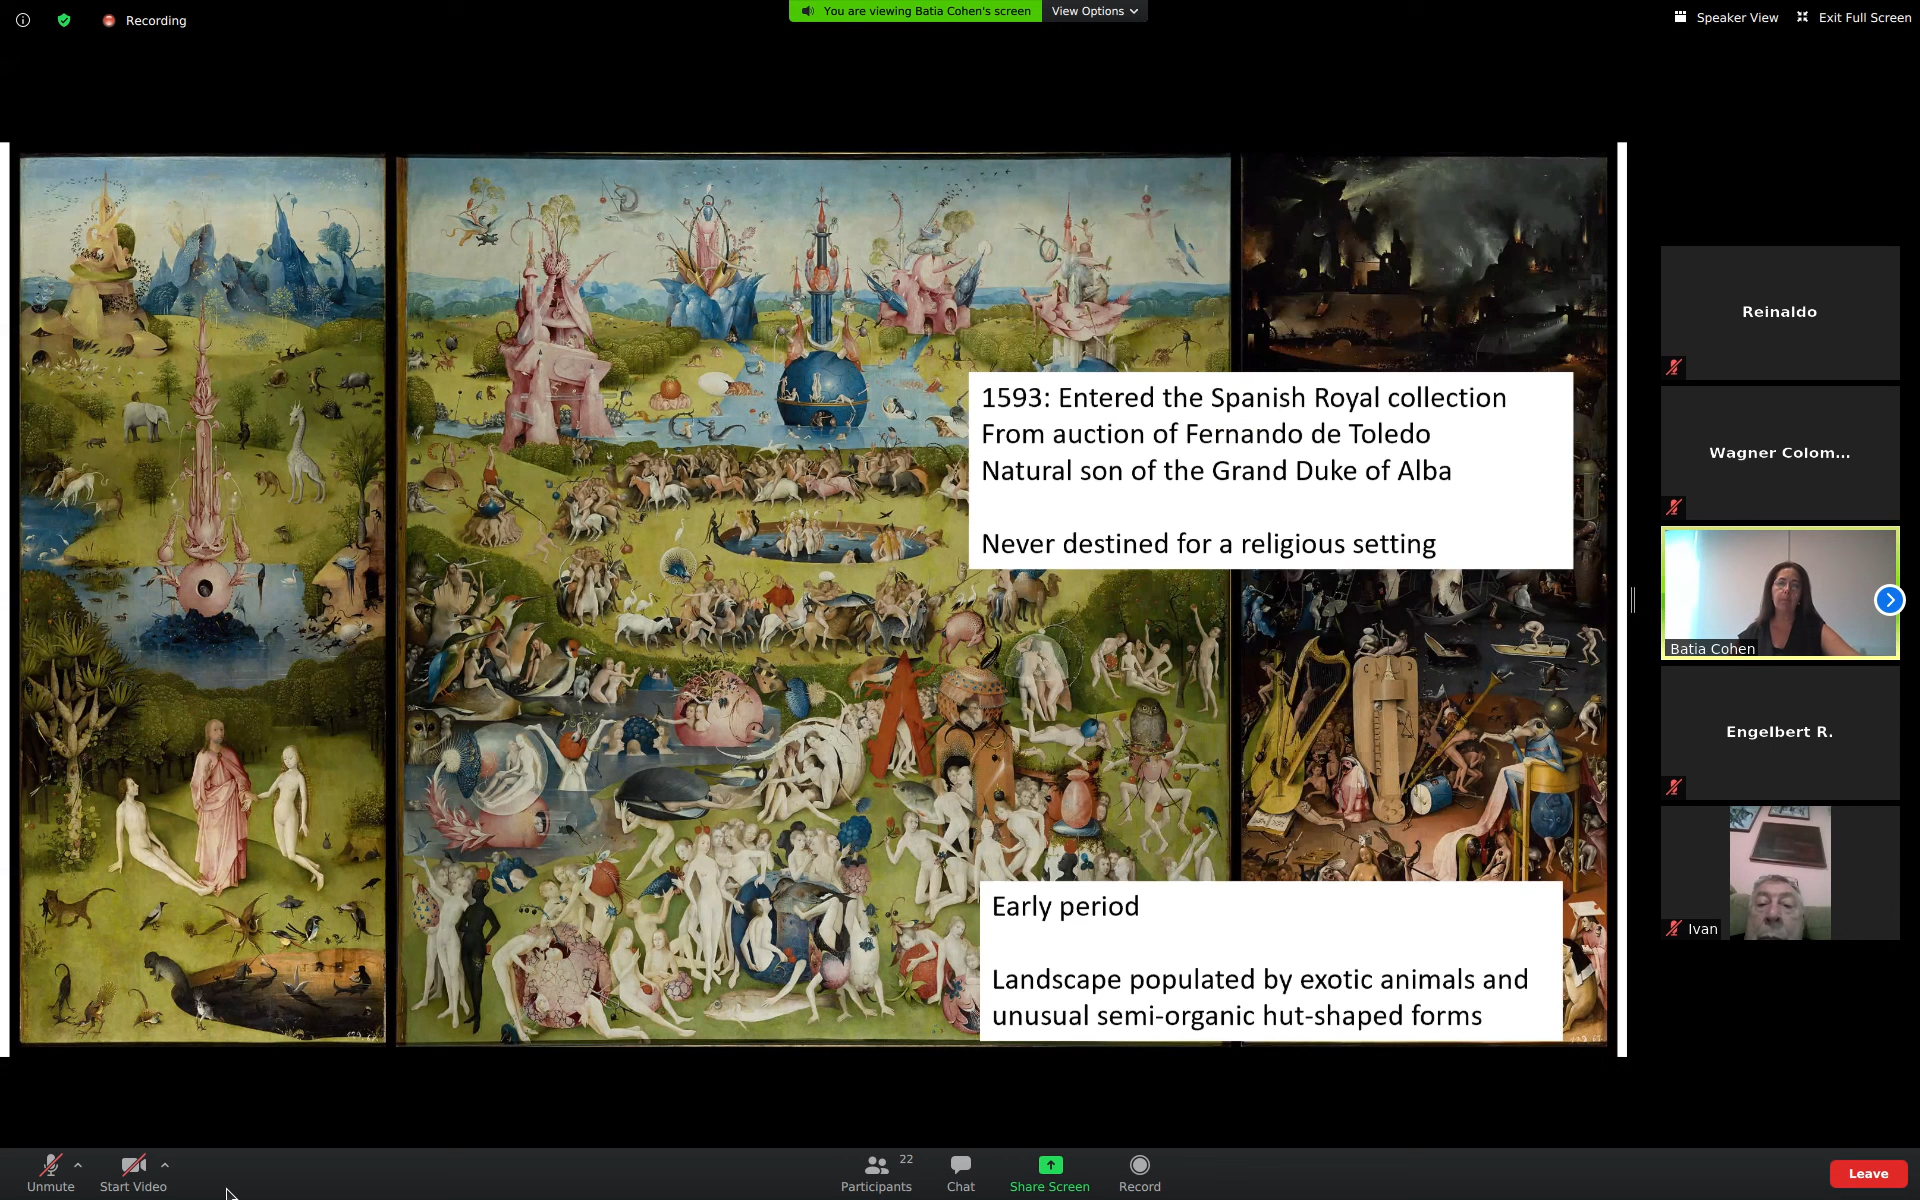 Recording
You are viewing Batia Cohen's screen
View Options
Speaker View
Exit Full Screen
1593: Entered the Spanish Royal collection
From auction of Fernando de Toledo
Natural son of the Grand Duke of Alba
Never destined for a religious setting
Early period
Landscape populated by exotic animals and
unusual semi-organic hut-shaped forms
Reinaldo
Wagner Colom...
Batia Cohen
Engelbert R.
Ivan
Unmute
Start Video
Participants
22
Chat
Share Screen
Record
Leave